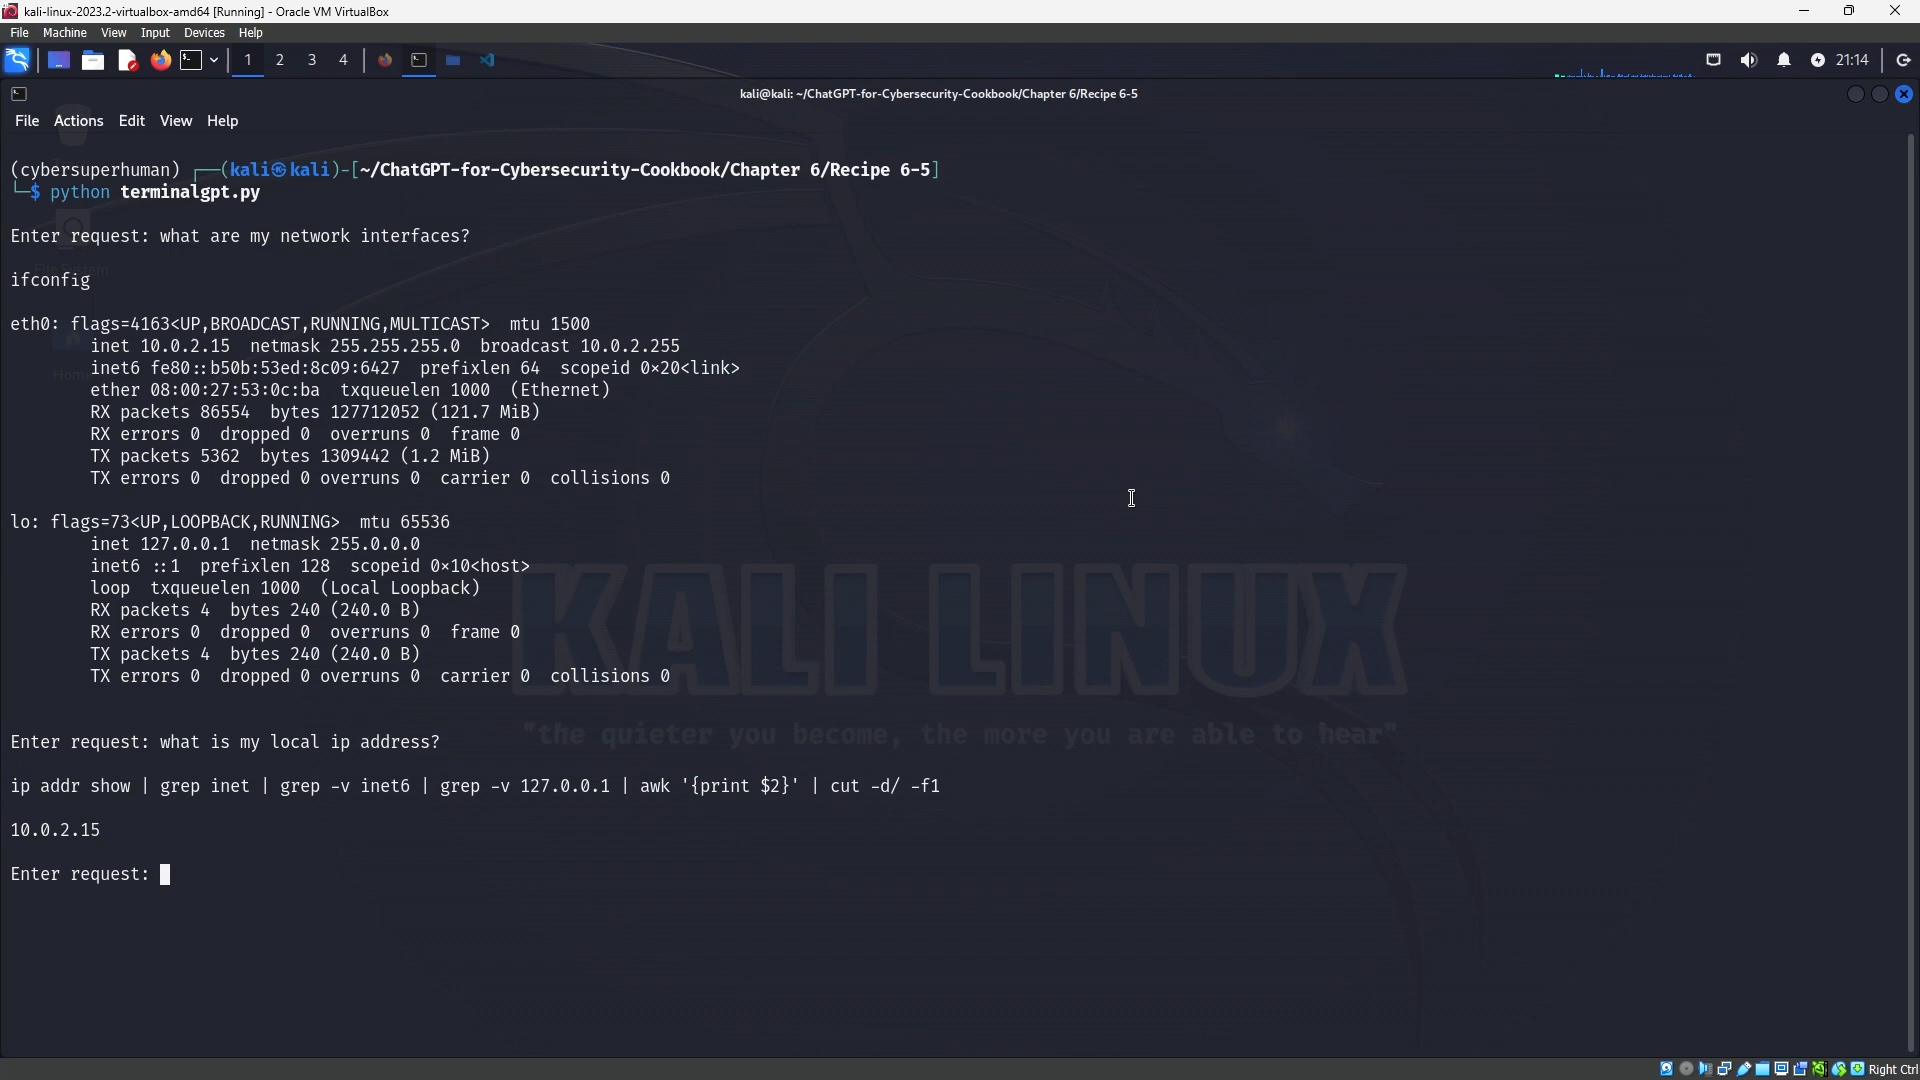 kali-linux-2023.2-virtualbox-amd64 [Running] - Oracle VM VirtualBox
File Machine View Input Devices Help
1 2 3 4 21:14
kali@kali: ~/ChatGPT-for-Cybersecurity-Cookbook/Chapter 6/Recipe 6-5
File Actions Edit View Help
(cybersuperhuman) ┌──(kali㉿kali)-[~/ChatGPT-for-Cybersecurity-Cookbook/Chapter 6/Recipe 6-5]
└─$ python terminalgpt.py
Enter request: what are my network interfaces?
ifconfig
eth0: flags=4163<UP,BROADCAST,RUNNING,MULTICAST>  mtu 1500
inet 10.0.2.15  netmask 255.255.255.0  broadcast 10.0.2.255
inet6 fe80::b50b:53ed:8c09:6427  prefixlen 64  scopeid 0×20<link>
ether 08:00:27:53:0c:ba  txqueuelen 1000  (Ethernet)
Home
RX packets 86554  bytes 127712052 (121.7 MiB)
RX errors 0  dropped 0  overruns 0  frame 0
TX packets 5362  bytes 1309442 (1.2 MiB)
TX errors 0  dropped 0 overruns 0  carrier 0  collisions 0
lo: flags=73<UP,LOOPBACK,RUNNING>  mtu 65536
inet 127.0.0.1  netmask 255.0.0.0
inet6 ::1  prefixlen 128  scopeid 0×10<host>
loop  txqueuelen 1000  (Local Loopback)
RX packets 4  bytes 240 (240.0 B)
RX errors 0  dropped 0  overruns 0  frame 0
TX packets 4  bytes 240 (240.0 B)
TX errors 0  dropped 0 overruns 0  carrier 0  collisions 0
KALI LINUX
"the quieter you become, the more you are able to hear"
Enter request: what is my local ip address?
ip addr show | grep inet | grep -v inet6 | grep -v 127.0.0.1 | awk '{print $2}' | cut -d/ -f1
10.0.2.15
Enter request:
Right Ctrl